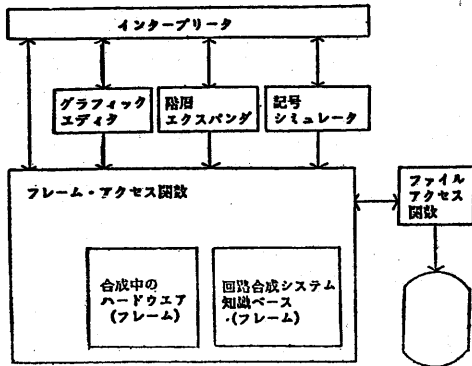 インタープリータ
グラフィック
エディタ
階層
エクスパンダ
記号
シミュレータ
フレーム・アクセス関数
ファイル
アクセス
関数
合成中の
ハードウエア
(フレーム)
回路合成システム
知識ベース
(フレーム)